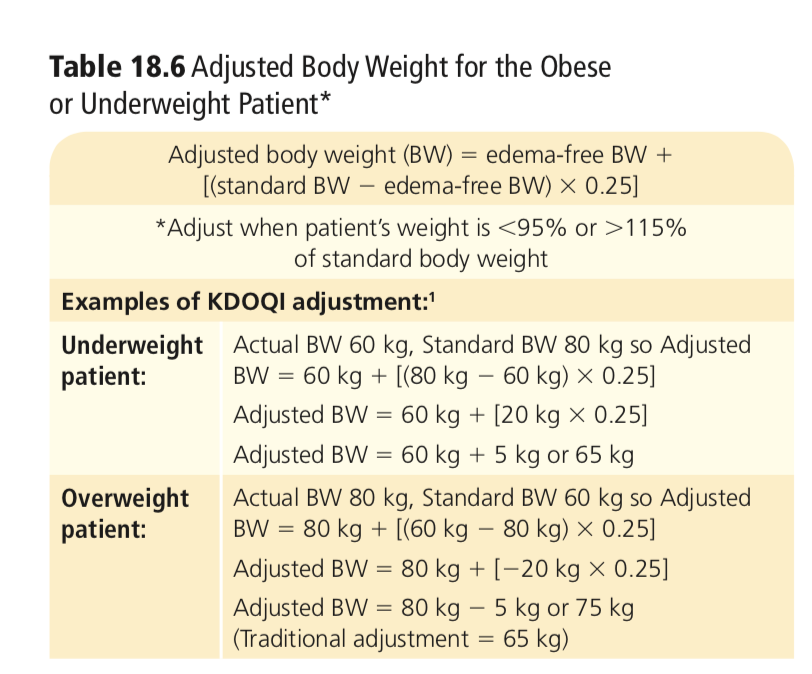 Table 18.6 Adjusted Body Weight for the Obese
or Underweight Patient*
Adjusted body weight (BW) = edema-free BW +
[(standard BW − edema-free BW) × 0.25]
*Adjust when patient’s weight is <95% or >115%
of standard body weight
Examples of KDOQI adjustment:¹
Underweight patient:
Actual BW 60 kg, Standard BW 80 kg so Adjusted
BW = 60 kg + [(80 kg − 60 kg) × 0.25]
Adjusted BW = 60 kg + [20 kg × 0.25]
Adjusted BW = 60 kg + 5 kg or 65 kg
Overweight patient:
Actual BW 80 kg, Standard BW 60 kg so Adjusted
BW = 80 kg + [(60 kg − 80 kg) × 0.25]
Adjusted BW = 80 kg + [−20 kg × 0.25]
Adjusted BW = 80 kg − 5 kg or 75 kg
(Traditional adjustment = 65 kg)